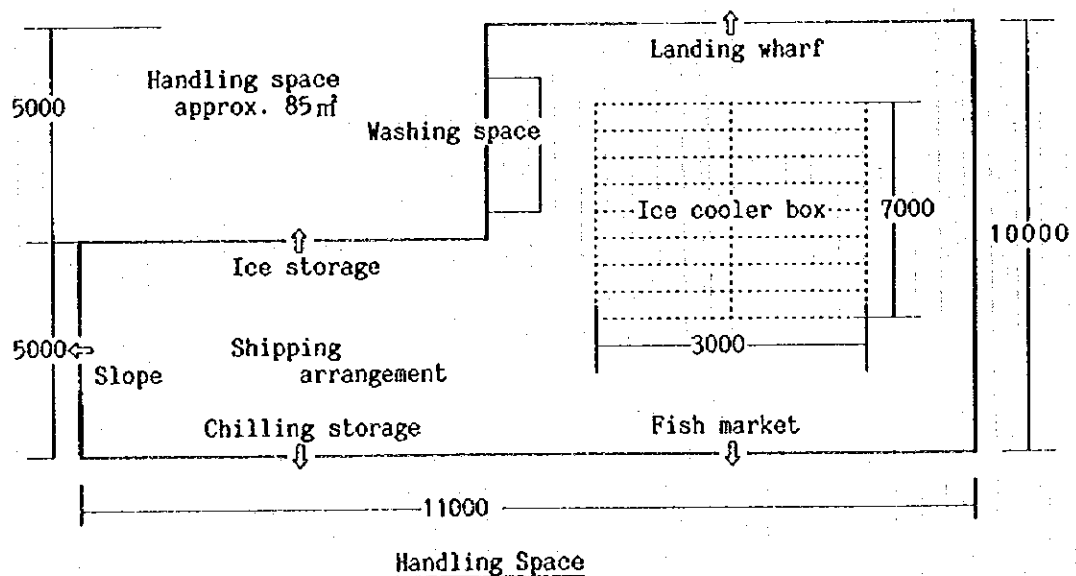 Landing wharf
Handling space
approx. 85㎡
5000
Washing space
Ice cooler box
7000
10000
Ice storage
5000
Shipping
arrangement
3000
Slope
Chilling storage
Fish market
11000
Handling Space